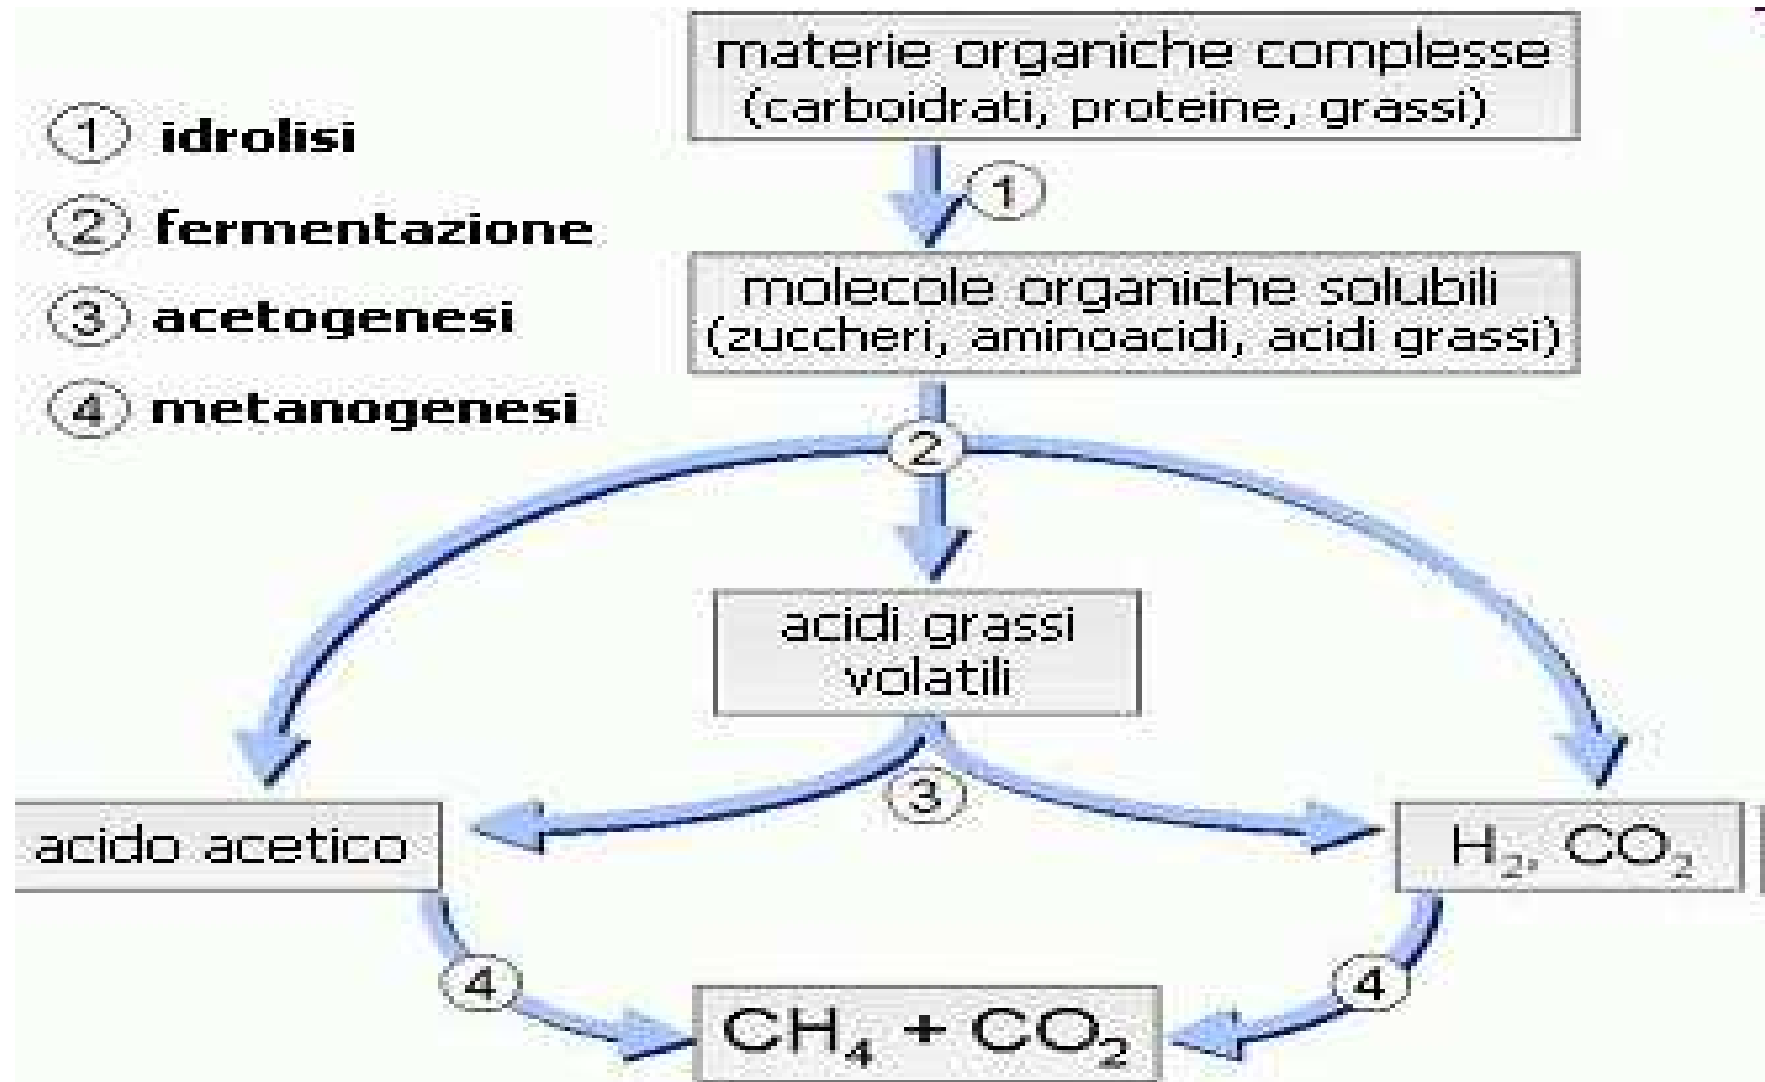 materie organiche complesse
(carboidrati, proteine, grassi)
1 idrolisi
2 fermentazione
3 acetogenesi
4 metanogenesi
1
molecole organiche solubili
(zuccheri, aminoacidi, acidi grassi)
2
acidi grassi
volatili
3
acido acetico
H₂, CO₂
4
4
CH₄ + CO₂